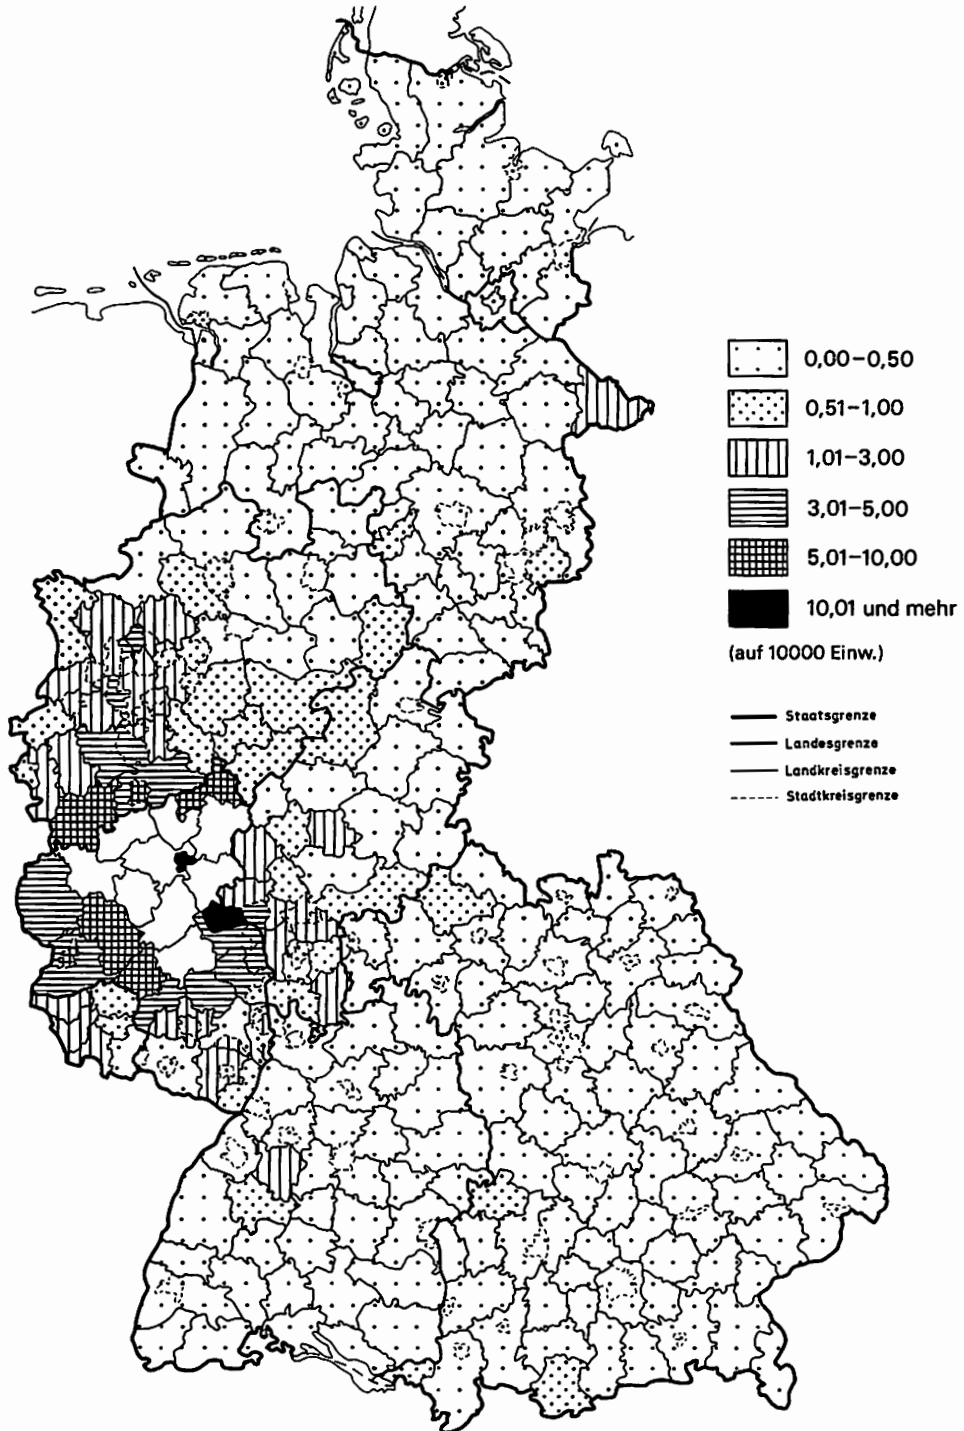 0,00–0,50
0,51–1,00
1,01–3,00
3,01–5,00
5,01–10,00
10,01 und mehr
(auf 10000 Einw.)
Staatsgrenze
Landesgrenze
Landkreisgrenze
Stadtkreisgrenze